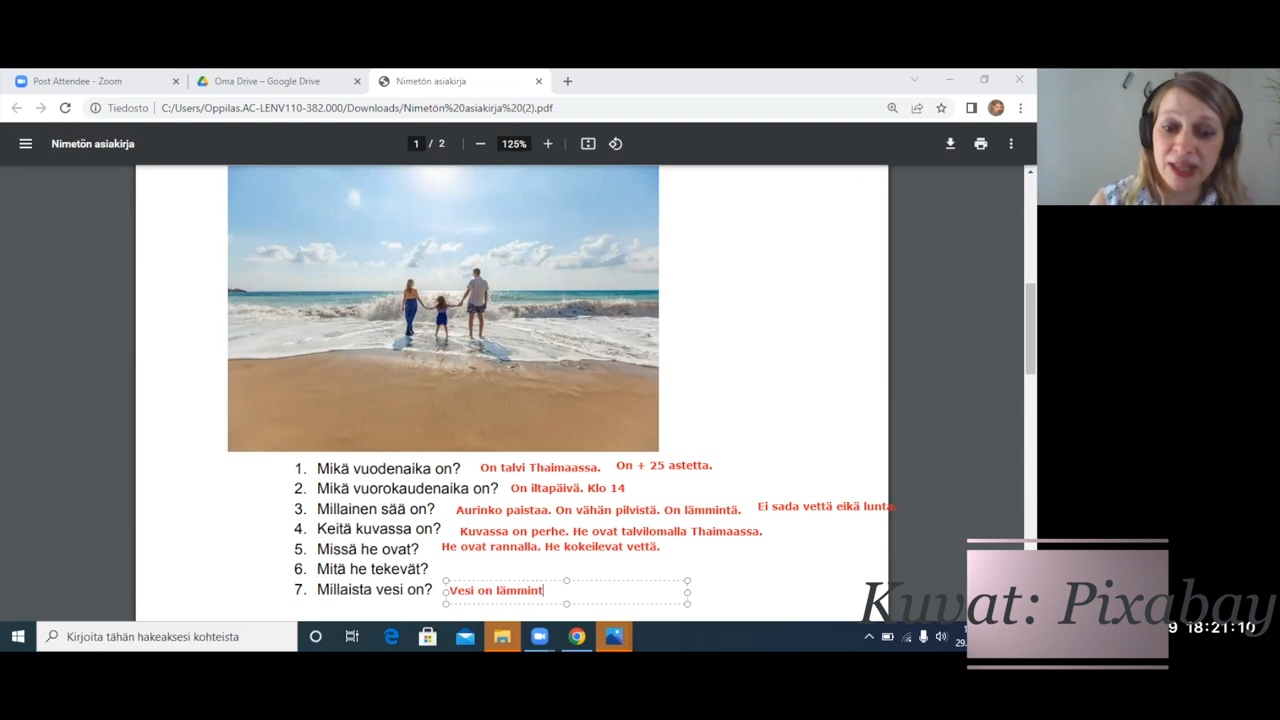 Post Attendee - Zoom
Oma Drive – Google Drive
Nimetön asiakirja
Tiedosto
C:/Users/Oppilas.AC-LENV110-382.000/Downloads/Nimetön%20asiakirja%20(2).pdf
Nimetön asiakirja
1 / 2
125%
1. Mikä vuodenaika on? On talvi Thaimaassa. On + 25 astetta.
2. Mikä vuorokaudenaika on? On iltapäivä. Klo 14
3. Millainen sää on? Aurinko paistaa. On vähän pilvistä. On lämmintä. Ei sada vettä eikä lunta.
4. Keitä kuvassa on? Kuvassa on perhe. He ovat talvilomalla Thaimaassa.
5. Missä he ovat? He ovat rannalla. He kokeilevat vettä.
6. Mitä he tekevät?
7. Millaista vesi on? Vesi on lämmint
Kuvat: Pixabay
Kirjoita tähän hakeaksesi kohteista
18:21:10